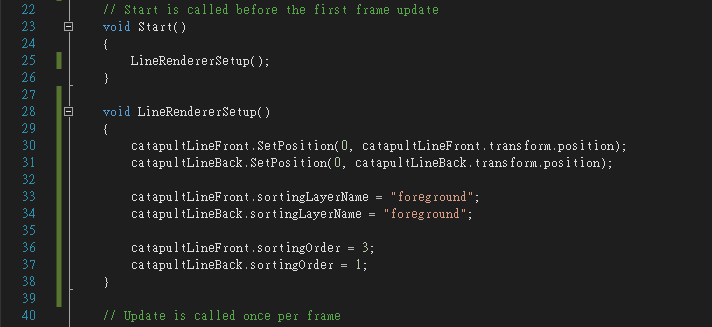 22 // Start is called before the first frame update
23 void Start()
24 {
25 LineRendererSetup();
26 }
27
28 void LineRendererSetup()
29 {
30 catapultLineFront.SetPosition(0, catapultLineFront.transform.position);
31 catapultLineBack.SetPosition(0, catapultLineBack.transform.position);
32
33 catapultLineFront.sortingLayerName = "foreground";
34 catapultLineBack.sortingLayerName = "foreground";
35
36 catapultLineFront.sortingOrder = 3;
37 catapultLineBack.sortingOrder = 1;
38 }
39
40 // Update is called once per frame